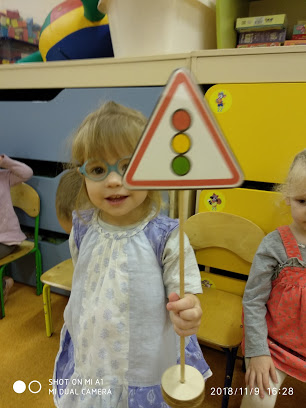 SHOT ON MI A1
MI DUAL CAMERA
2018/11/9 16:28